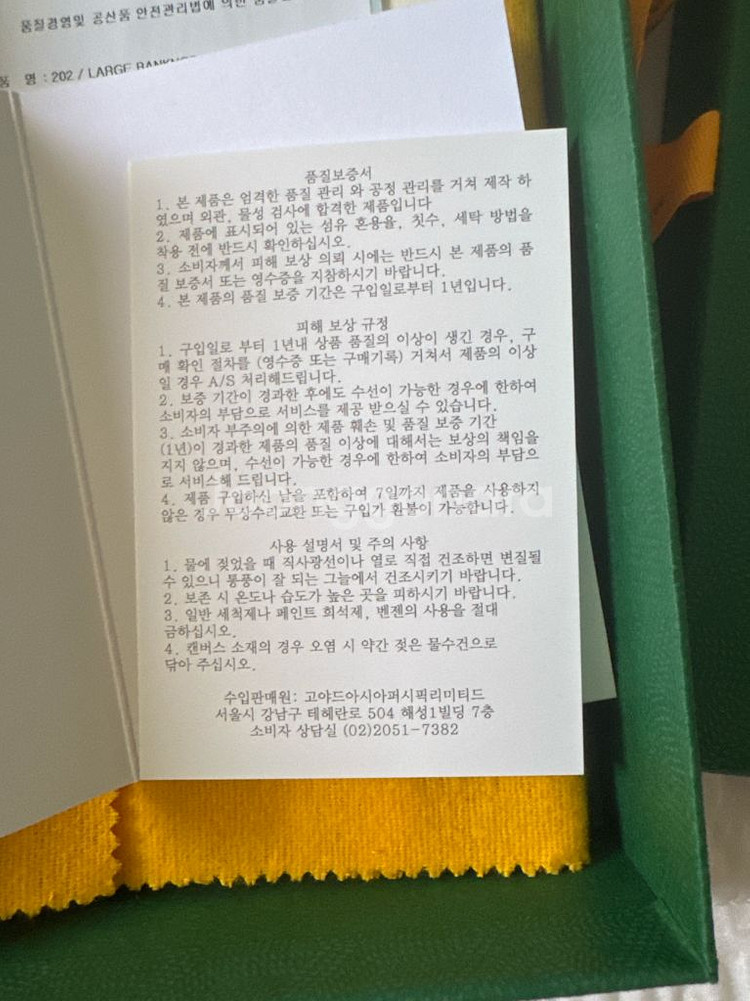 품질경영및 공산품 안전관리법에 의한
품 명 : 202 / LARGE
품질보증서
1. 본 제품은 엄격한 품질 관리 와 공정 관리를 거쳐 제작 하
였으며 외관, 물성 검사에 합격한 제품입니다
2. 제품에 표시되어 있는 섬유 혼용율, 칫수, 세탁 방법을
착용 전에 반드시 확인하십시오.
3. 소비자께서 피해 보상 의뢰 시에는 반드시 본 제품의 품
질 보증서 또는 영수증을 지참하시기 바랍니다.
4. 본 제품의 품질 보증 기간은 구입일로부터 1년입니다.
피해 보상 규정
1. 구입일로 부터 1년내 상품 품질의 이상이 생긴 경우, 구
매 확인 절차를 (영수증 또는 구매기록) 거쳐서 제품의 이상
일 경우 A/S 처리해드립니다.
2. 보증 기간이 경과한 후에도 수선이 가능한 경우에 한하여
소비자의 부담으로 서비스를 제공 받으실 수 있습니다.
3. 소비자 부주의에 의한 제품 훼손 및 품질 보증 기간
(1년)이 경과한 제품의 품질 이상에 대해서는 보상의 책임을
지지 않으며, 수선이 가능한 경우에 한하여 소비자의 부담으
로 서비스해 드립니다.
4. 제품 구입하신 날을 포함하여 7일까지 제품을 사용하지
않은 경우 무상수리교환 또는 구입가 환불이 가능합니다.
사용 설명서 및 주의 사항
1. 물에 젖었을 때 직사광선이나 열로 직접 건조하면 변질될
수 있으니 통풍이 잘 되는 그늘에서 건조시키기 바랍니다.
2. 보존 시 온도나 습도가 높은 곳을 피하시기 바랍니다.
3. 일반 세척제나 페인트 희석제, 벤젠의 사용을 절대
금하십시오.
4. 캔버스 소재의 경우 오염 시 약간 젖은 물수건으로
닦아 주십시오.
수입판매원: 고야드아시아퍼시픽리미티드
서울시 강남구 테헤란로 504 해성1빌딩 7층
소비자 상담실 (02)2051-7382